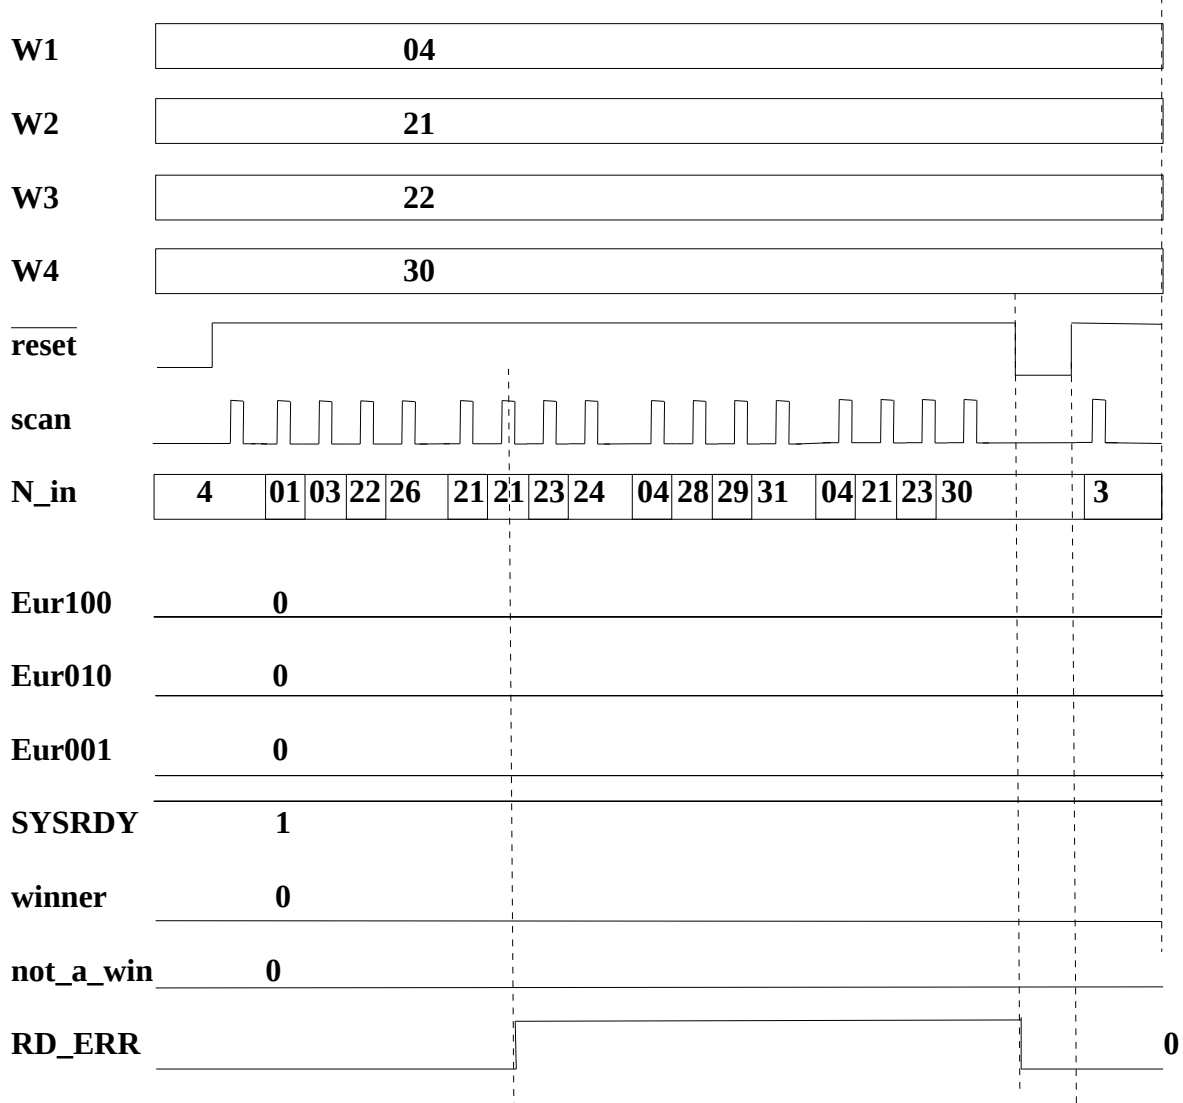 W1 04
W2 21
W3 22
W4 30
reset
scan
N_in 4 01 03 22 26 21 21 23 24 04 28 29 31 04 21 23 30 3
Eur100 0
Eur010 0
Eur001 0
SYSRDY 1
winner 0
not_a_win 0
RD_ERR 0